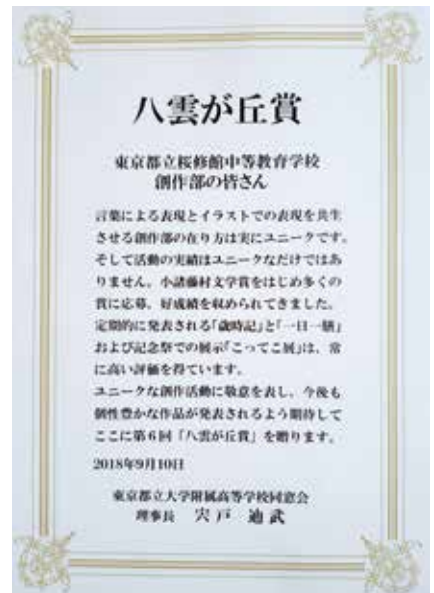 八雲が丘賞
東京都立桜修館中等教育学校
創作部の皆さん
言葉による表現とイラストでの表現を共生
させる創作部の在り方は実にユニークです。
そして活動の実績はユニークなだけではあ
りません。小諸藤村文学賞をはじめ多くの
賞に応募、好成績を収められてきました。
定期的に発表される「歳時記」と「一日一題」
および記念祭での展示「こってこ展」は、常
に高い評価を得ています。
ユニークな創作活動に敬意を表し、今後も
個性豊かな作品が発表されるよう期待して
ここに第6回「八雲が丘賞」を贈ります。
2018年9月10日
東京都立大学附属高等学校同窓会
理事長 宍戸 迪武